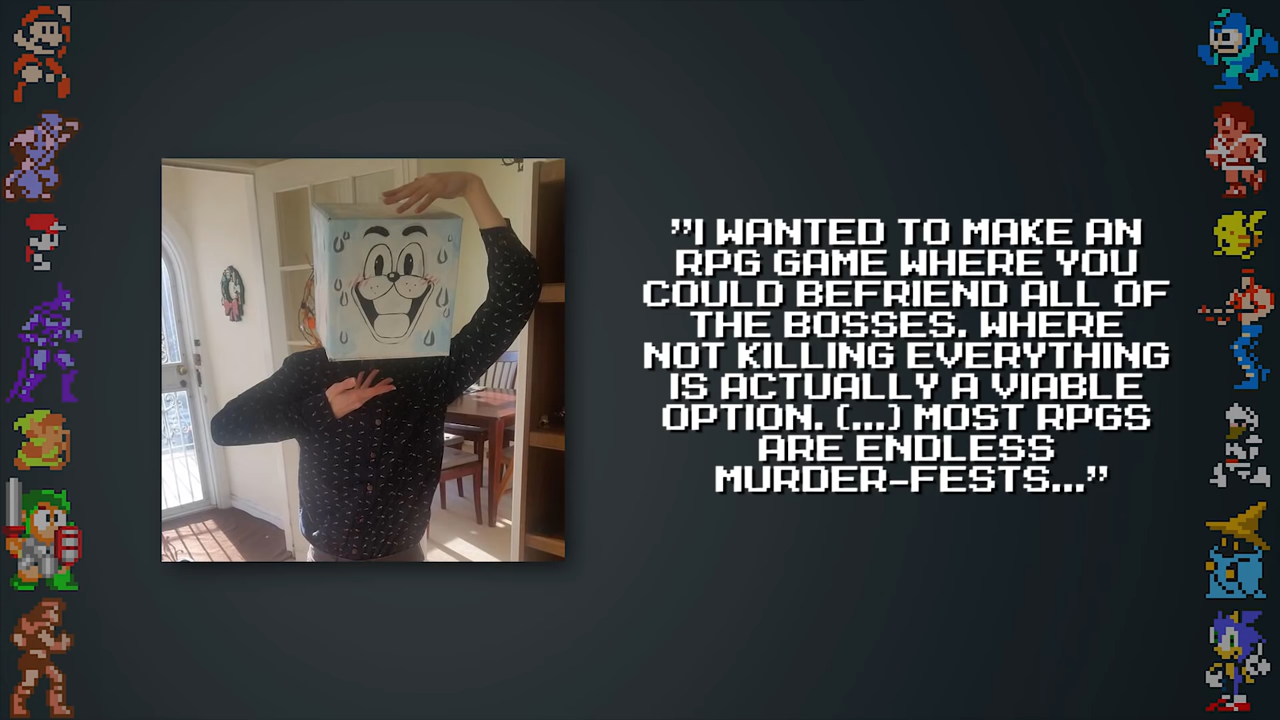 ”I WANTED TO MAKE AN
RPG GAME WHERE YOU
COULD BEFRIEND ALL OF
THE BOSSES. WHERE
NOT KILLING EVERYTHING
IS ACTUALLY A VIABLE
OPTION. (...) MOST RPGS
ARE ENDLESS
MURDER-FESTS...”